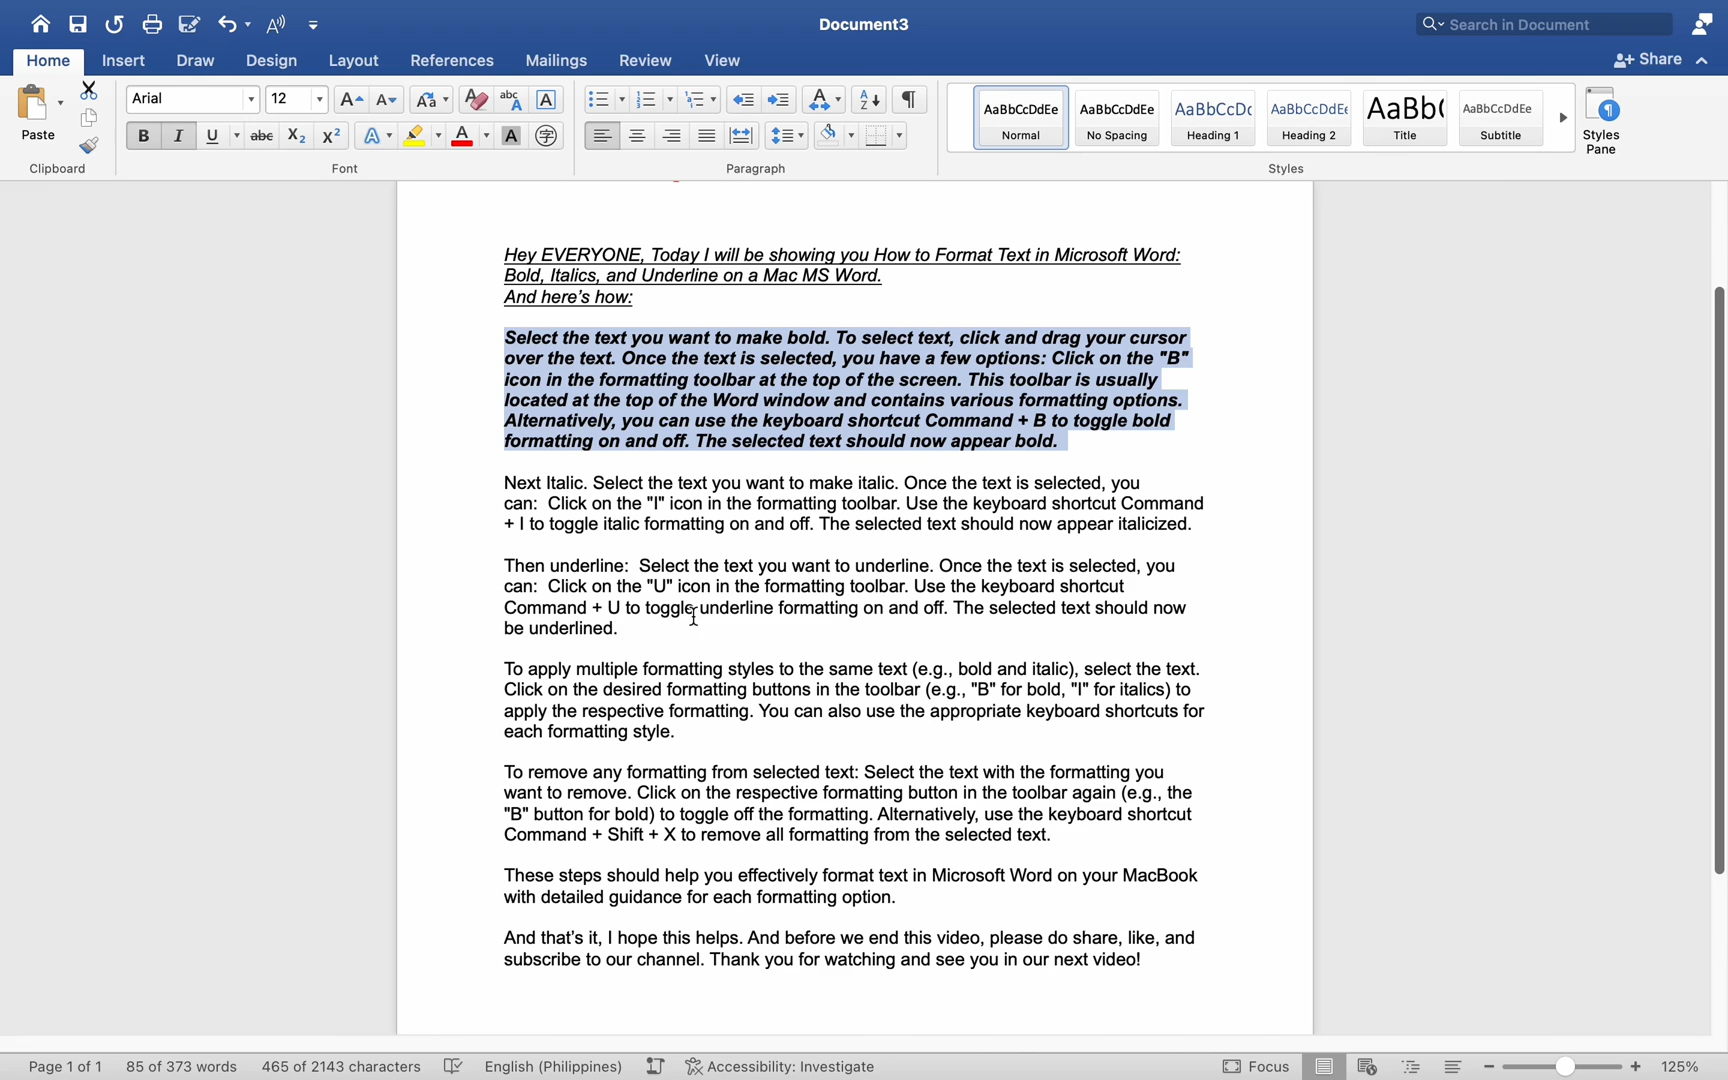 Document3
Search in Document
Home Insert Draw Design Layout References Mailings Review View
Share
Paste
Arial 12
Clipboard
Font
Paragraph
AaBbCcDdEe AaBbCcDdEe AaBbCcDc AaBbCcDdEe AaBb( AaBbCcDdEe
Normal No Spacing Heading 1 Heading 2 Title Subtitle
Styles
Styles
Pane
Hey EVERYONE, Today I will be showing you How to Format Text in Microsoft Word:
Bold, Italics, and Underline on a Mac MS Word.
And here’s how:
Select the text you want to make bold. To select text, click and drag your cursor
over the text. Once the text is selected, you have a few options: Click on the "B"
icon in the formatting toolbar at the top of the screen. This toolbar is usually
located at the top of the Word window and contains various formatting options.
Alternatively, you can use the keyboard shortcut Command + B to toggle bold
formatting on and off. The selected text should now appear bold.
Next Italic. Select the text you want to make italic. Once the text is selected, you
can: Click on the "I" icon in the formatting toolbar. Use the keyboard shortcut Command
+ I to toggle italic formatting on and off. The selected text should now appear italicized.
Then underline: Select the text you want to underline. Once the text is selected, you
can: Click on the "U" icon in the formatting toolbar. Use the keyboard shortcut
Command + U to toggle underline formatting on and off. The selected text should now
be underlined.
To apply multiple formatting styles to the same text (e.g., bold and italic), select the text.
Click on the desired formatting buttons in the toolbar (e.g., "B" for bold, "I" for italics) to
apply the respective formatting. You can also use the appropriate keyboard shortcuts for
each formatting style.
To remove any formatting from selected text: Select the text with the formatting you
want to remove. Click on the respective formatting button in the toolbar again (e.g., the
"B" button for bold) to toggle off the formatting. Alternatively, use the keyboard shortcut
Command + Shift + X to remove all formatting from the selected text.
These steps should help you effectively format text in Microsoft Word on your MacBook
with detailed guidance for each formatting option.
And that’s it, I hope this helps. And before we end this video, please do share, like, and
subscribe to our channel. Thank you for watching and see you in our next video!
Page 1 of 1 85 of 373 words 465 of 2143 characters English (Philippines) Accessibility: Investigate Focus 125%